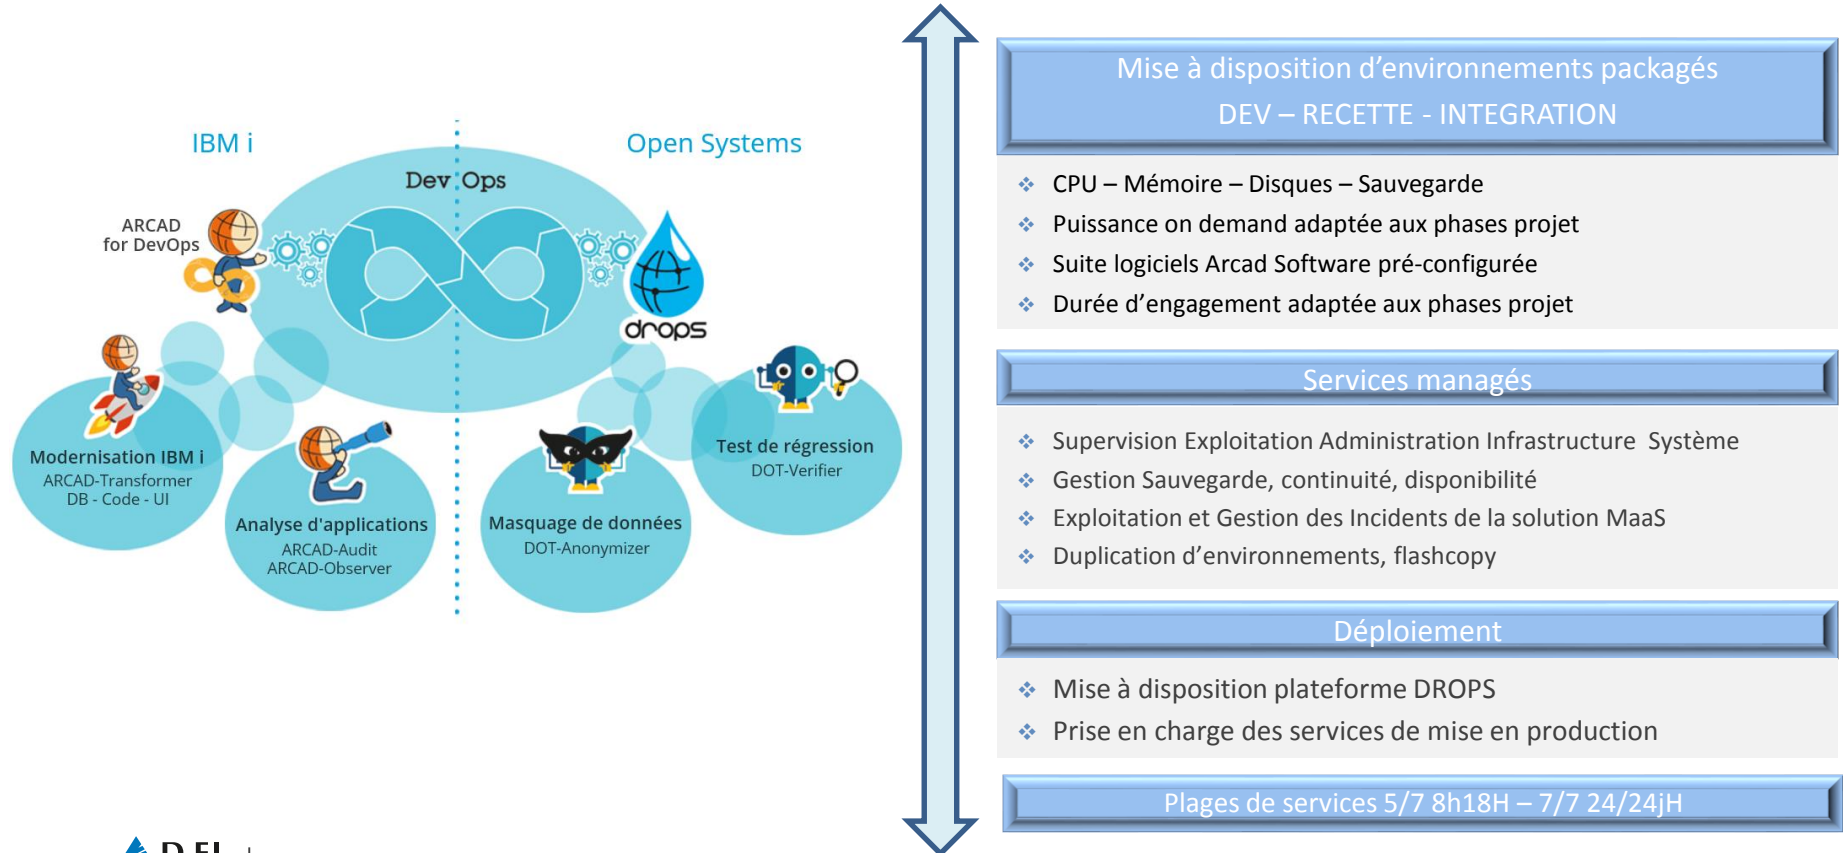 IBM i
Open Systems
Dev Ops
ARCAD
for DevOps
drops
Modernisation IBM i
ARCAD-Transformer
DB - Code - UI
Analyse d'applications
ARCAD-Audit
ARCAD-Observer
Masquage de données
DOT-Anonymizer
Test de régression
DOT-Verifier
Mise à disposition d’environnements packagés
DEV – RECETTE - INTEGRATION
CPU – Mémoire – Disques – Sauvegarde
Puissance on demand adaptée aux phases projet
Suite logiciels Arcad Software pré-configurée
Durée d’engagement adaptée aux phases projet
Services managés
Supervision Exploitation Administration Infrastructure Système
Gestion Sauvegarde, continuité, disponibilité
Exploitation et Gestion des Incidents de la solution MaaS
Duplication d’environnements, flashcopy
Déploiement
Mise à disposition plateforme DROPS
Prise en charge des services de mise en production
Plages de services 5/7 8h18H – 7/7 24/24jH